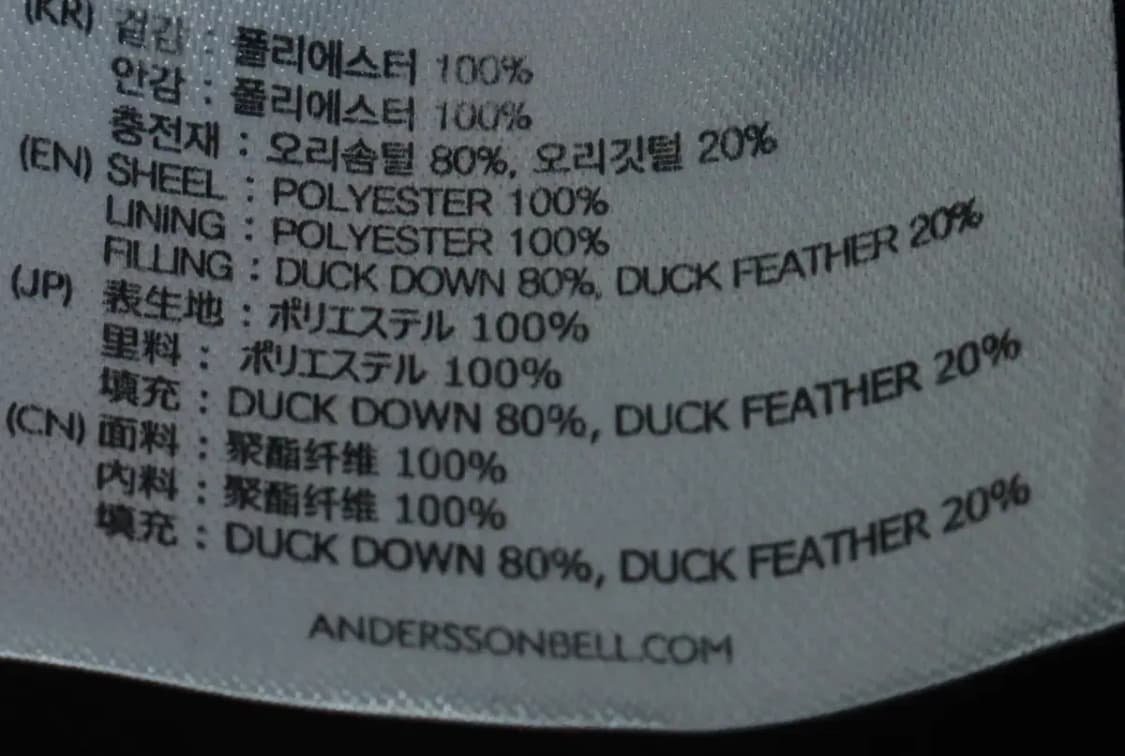 (KR) 겉감 : 폴리에스터 100%
안감 : 폴리에스터 100%
충전재 : 오리솜털 80%, 오리깃털 20%
(EN) SHEEL : POLYESTER 100%
LINING : POLYESTER 100%
FILLING : DUCK DOWN 80%, DUCK FEATHER 20%
(JP) 表生地 : ポリエステル 100%
里料 : ポリエステル 100%
填充 : DUCK DOWN 80%, DUCK FEATHER 20%
(CN) 面料 : 聚酯纤维 100%
内料 : 聚酯纤维 100%
填充 : DUCK DOWN 80%, DUCK FEATHER 20%
ANDERSSONBELL.COM